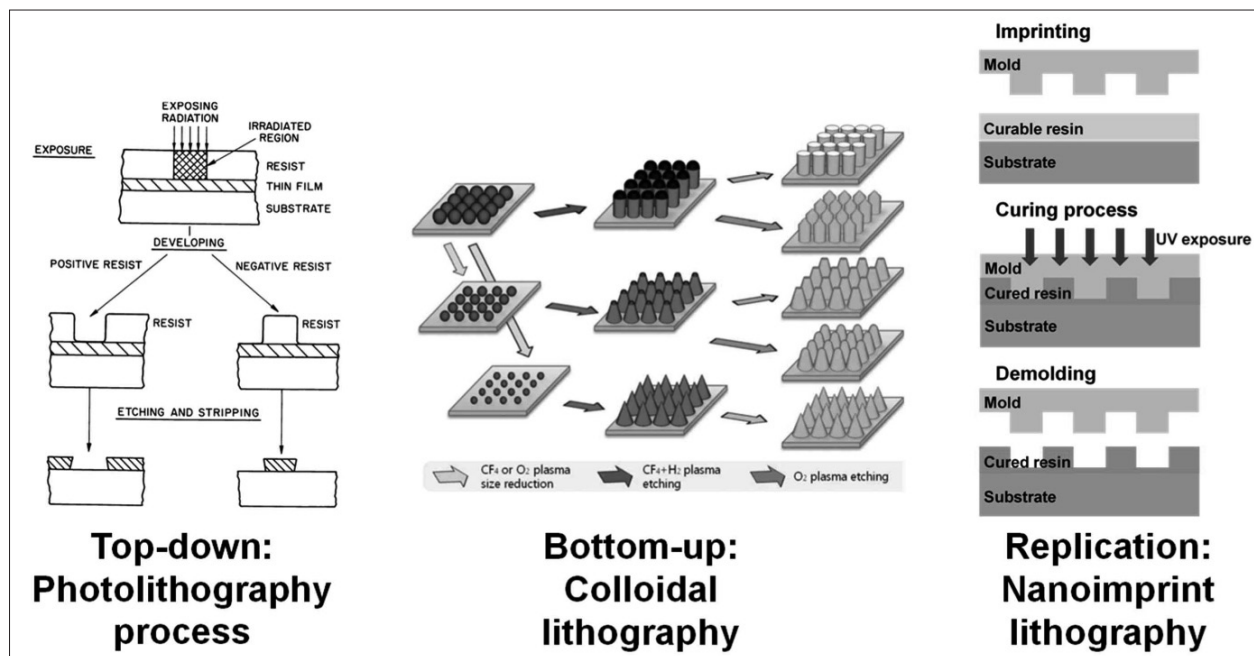 EXPOSING
RADIATION
IRRADIATED
REGION
EXPOSURE
RESIST
THIN FILM
SUBSTRATE
DEVELOPING
POSITIVE RESIST
NEGATIVE RESIST
RESIST
RESIST
ETCHING AND STRIPPING
Top-down:
Photolithography
process
CF₄ or O₂ plasma
size reduction
CF₄+H₂ plasma
etching
O₂ plasma etching
Bottom-up:
Colloidal
lithography
Imprinting
Mold
Curable resin
Substrate
Curing process
UV exposure
Mold
Cured resin
Substrate
Demolding
Mold
Cured resin
Substrate
Replication:
Nanoimprint
lithography